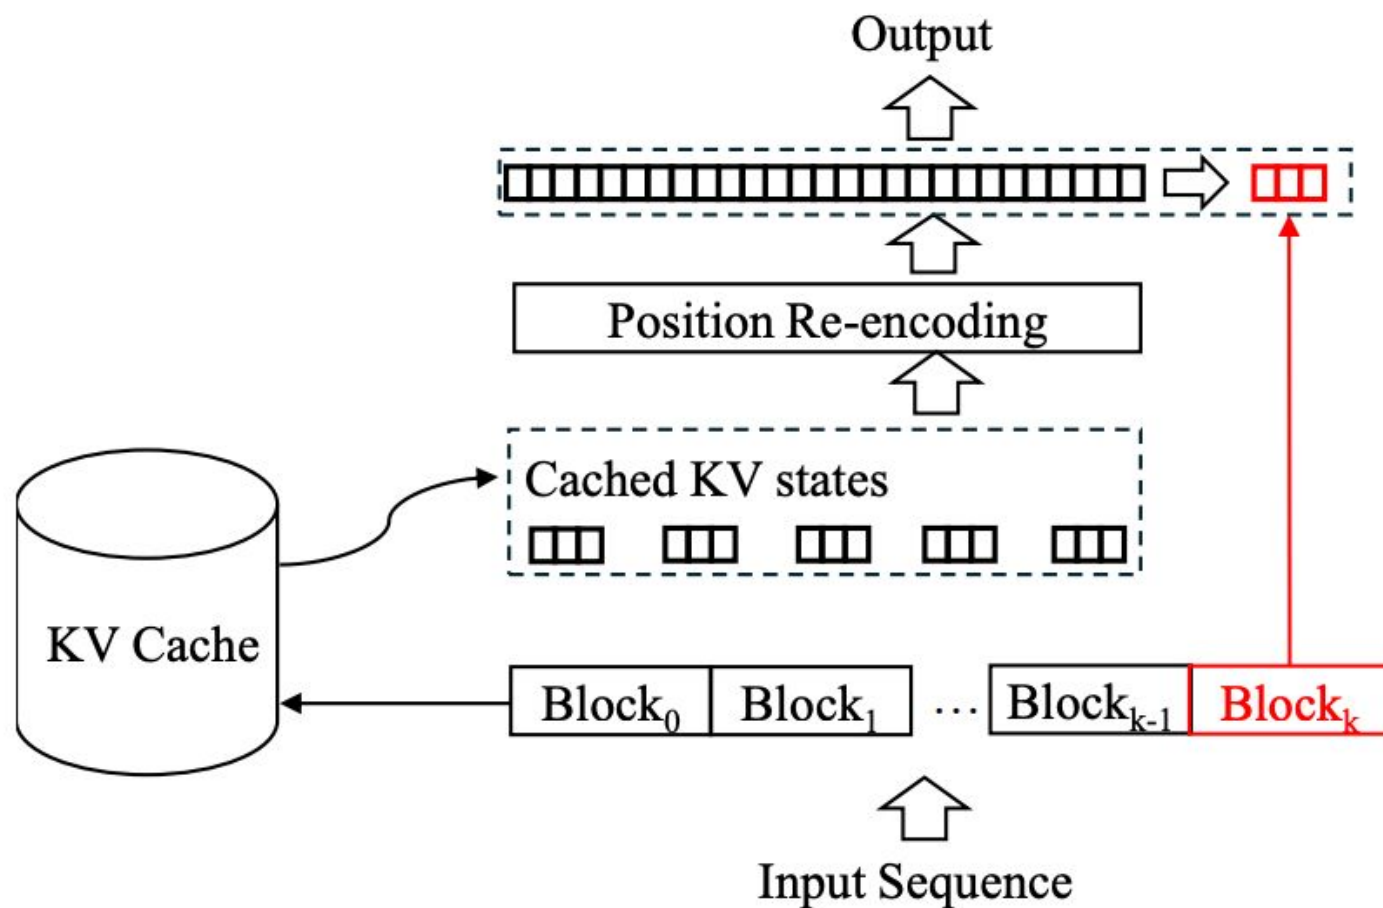 Output
Position Re-encoding
Cached KV states
KV Cache
Block₀ Block₁ … Blockₖ₋₁ Blockₖ
Input Sequence